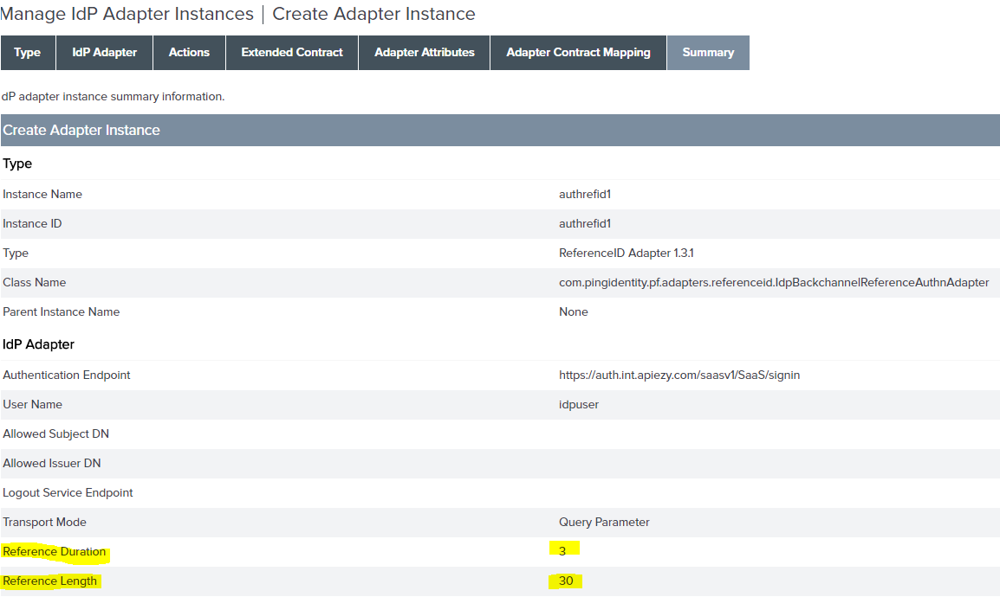 Manage IdP Adapter Instances | Create Adapter Instance
Type IdP Adapter Actions Extended Contract Adapter Attributes Adapter Contract Mapping Summary
dP adapter instance summary information.
Create Adapter Instance
Type
Instance Name authrefid1
Instance ID authrefid1
Type ReferenceID Adapter 1.3.1
Class Name com.pingidentity.pf.adapters.referenceid.IdpBackchannelReferenceAuthnAdapter
Parent Instance Name None
IdP Adapter
Authentication Endpoint https://auth.int.apiezy.com/saasv1/SaaS/signin
User Name idpuser
Allowed Subject DN
Allowed Issuer DN
Logout Service Endpoint
Transport Mode Query Parameter
Reference Duration 3
Reference Length 30